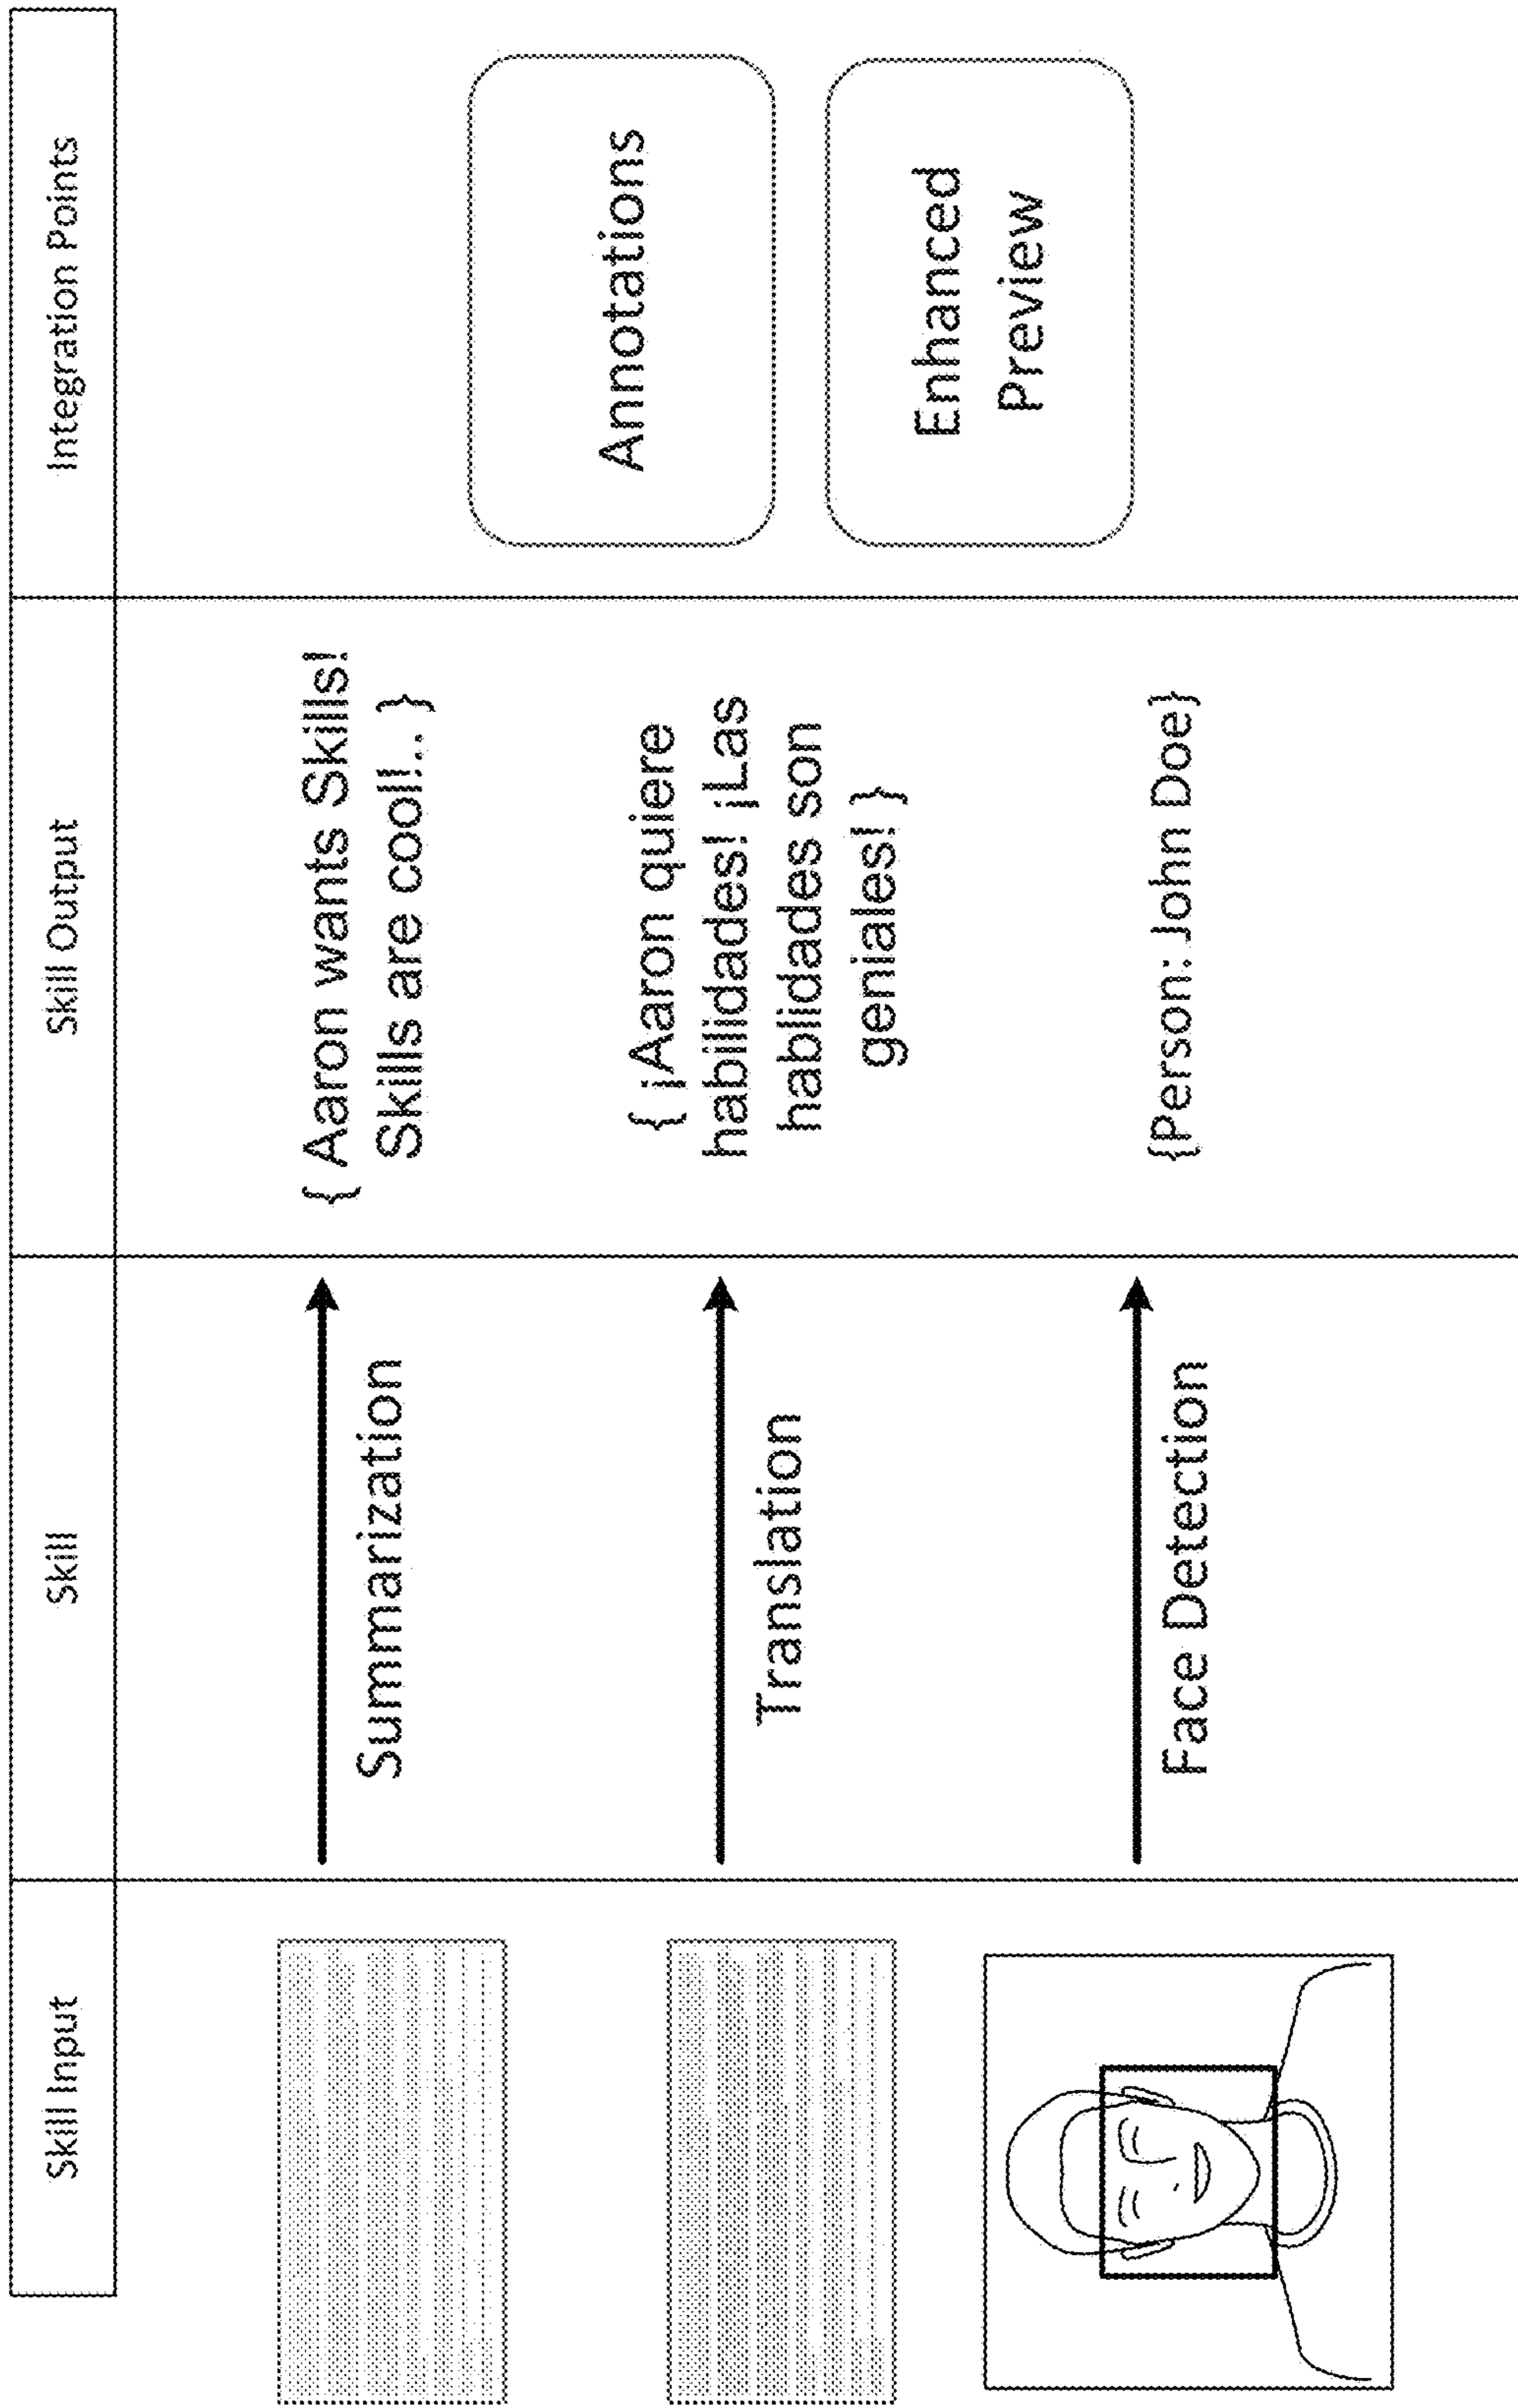 Skill Input
Skill
Skill Output
Integration Points
Summarization
{ Aaron wants Skills!
Skills are cool!.. }
Translation
{ ¡Aaron quiere
habilidades! ¡Las
hablidades son
geniales! }
Face Detection
{Person: John Doe}
Annotations
Enhanced
Preview